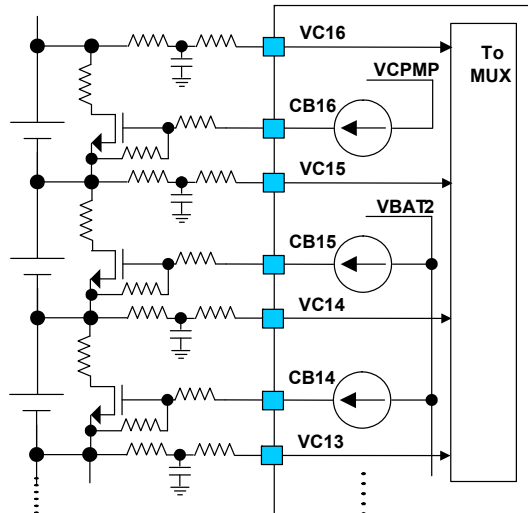 VC16
To
MUX
VCPMP
CB16
VC15
VBAT2
CB15
VC14
CB14
VC13